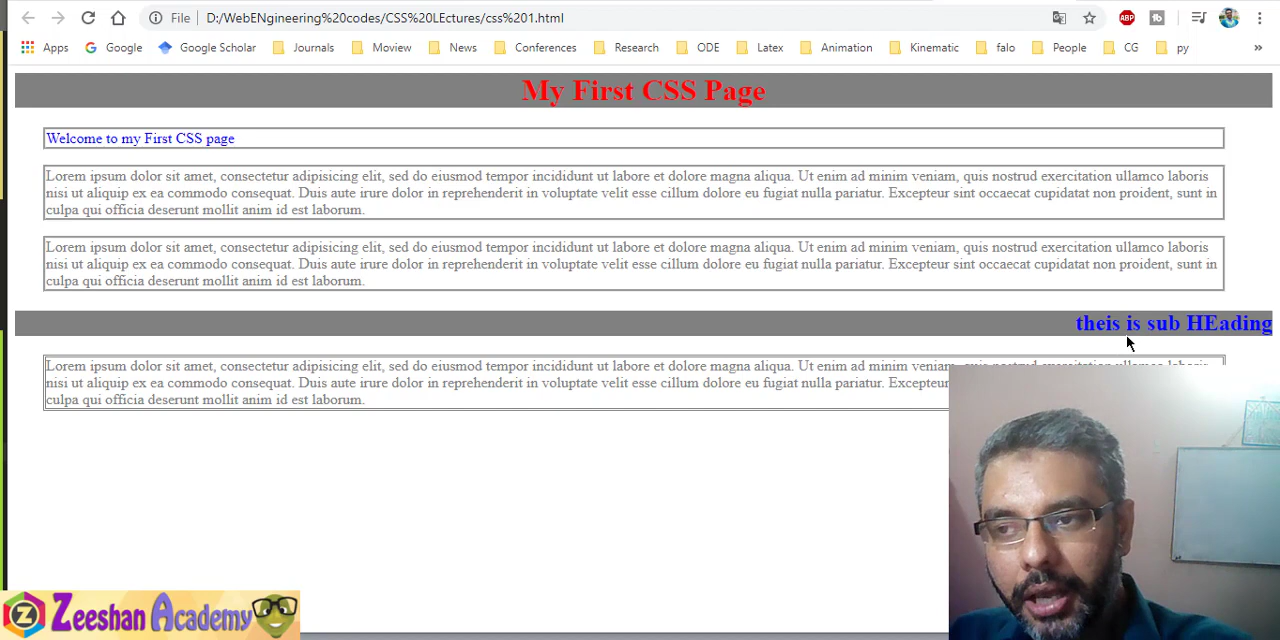 File
D:/WebENgineering%20codes/CSS%20LEctures/css%201.html
ABP
Apps Google Google Scholar Journals Moview News Conferences Research ODE Latex Animation Kinematic falo People CG py »
My First CSS Page
Welcome to my First CSS page
Lorem ipsum dolor sit amet, consectetur adipisicing elit, sed do eiusmod tempor incididunt ut labore et dolore magna aliqua. Ut enim ad minim veniam, quis nostrud exercitation ullamco laboris
nisi ut aliquip ex ea commodo consequat. Duis aute irure dolor in reprehenderit in voluptate velit esse cillum dolore eu fugiat nulla pariatur. Excepteur sint occaecat cupidatat non proident, sunt in
culpa qui officia deserunt mollit anim id est laborum.
Lorem ipsum dolor sit amet, consectetur adipisicing elit, sed do eiusmod tempor incididunt ut labore et dolore magna aliqua. Ut enim ad minim veniam, quis nostrud exercitation ullamco laboris
nisi ut aliquip ex ea commodo consequat. Duis aute irure dolor in reprehenderit in voluptate velit esse cillum dolore eu fugiat nulla pariatur. Excepteur sint occaecat cupidatat non proident, sunt in
culpa qui officia deserunt mollit anim id est laborum.
theis is sub HEading
Lorem ipsum dolor sit amet, consectetur adipisicing elit, sed do eiusmod tempor incididunt ut labore et dolore magna aliqua. Ut enim ad minim veniam, quis nostrud exercitation ullamco laboris
nisi ut aliquip ex ea commodo consequat. Duis aute irure dolor in reprehenderit in voluptate velit esse cillum dolore eu fugiat nulla pariatur. Excepteur
culpa qui officia deserunt mollit anim id est laborum.
Z Zeeshan Academy